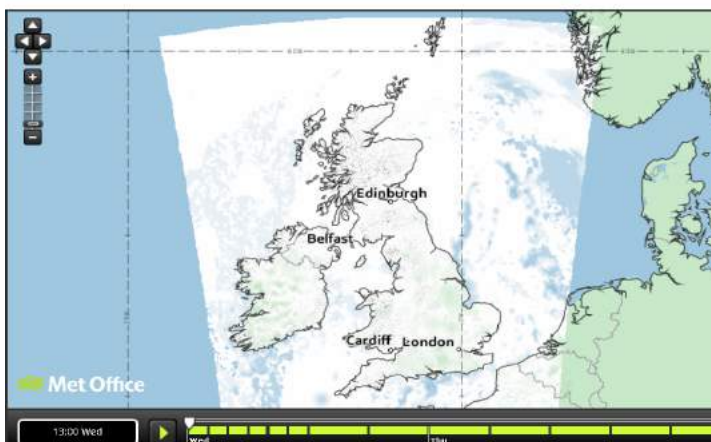 Edinburgh
Belfast
Cardiff London
Met Office
13:00 Wed
Wed Thu